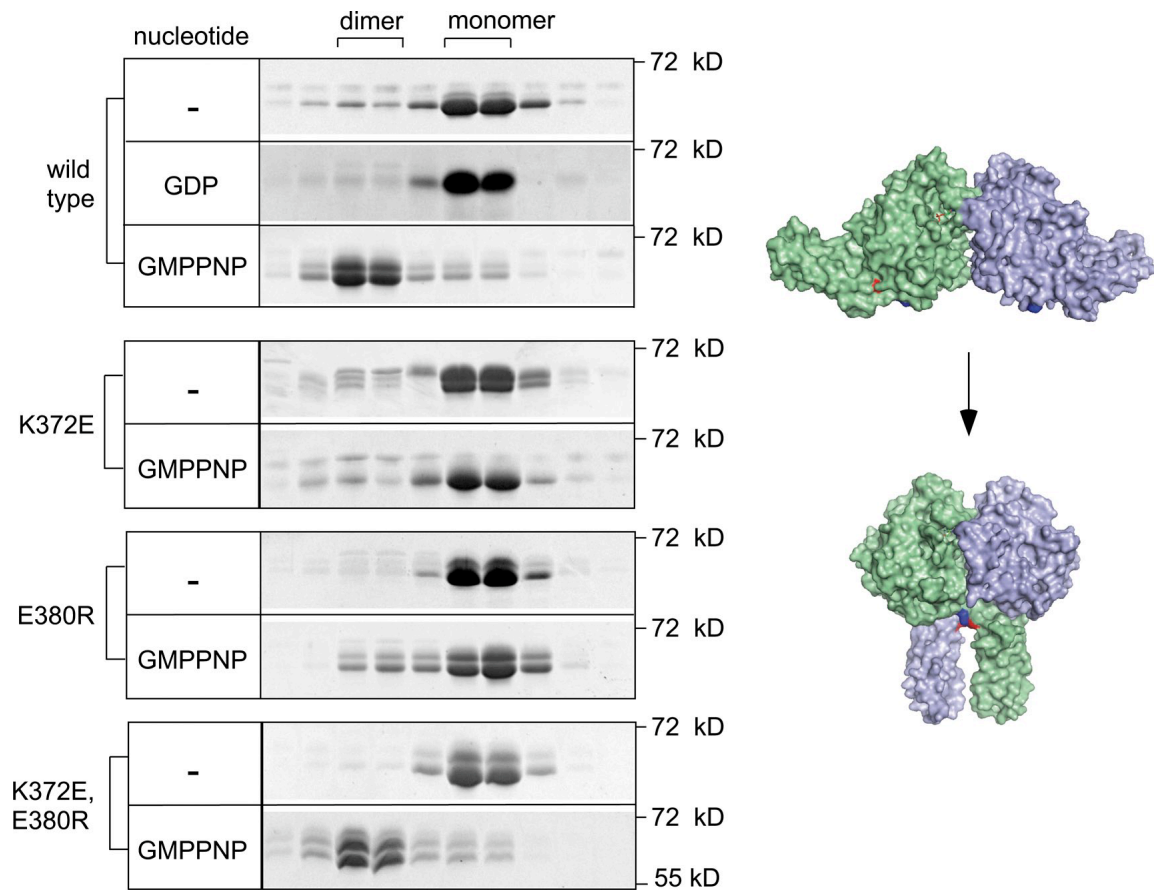 dimer monomer
nucleotide
72 kD
-
72 kD
wild
type
GDP
72 kD
GMPPNP
72 kD
-
K372E
72 kD
GMPPNP
72 kD
-
E380R
72 kD
GMPPNP
72 kD
-
K372E,
E380R
72 kD
GMPPNP
55 kD